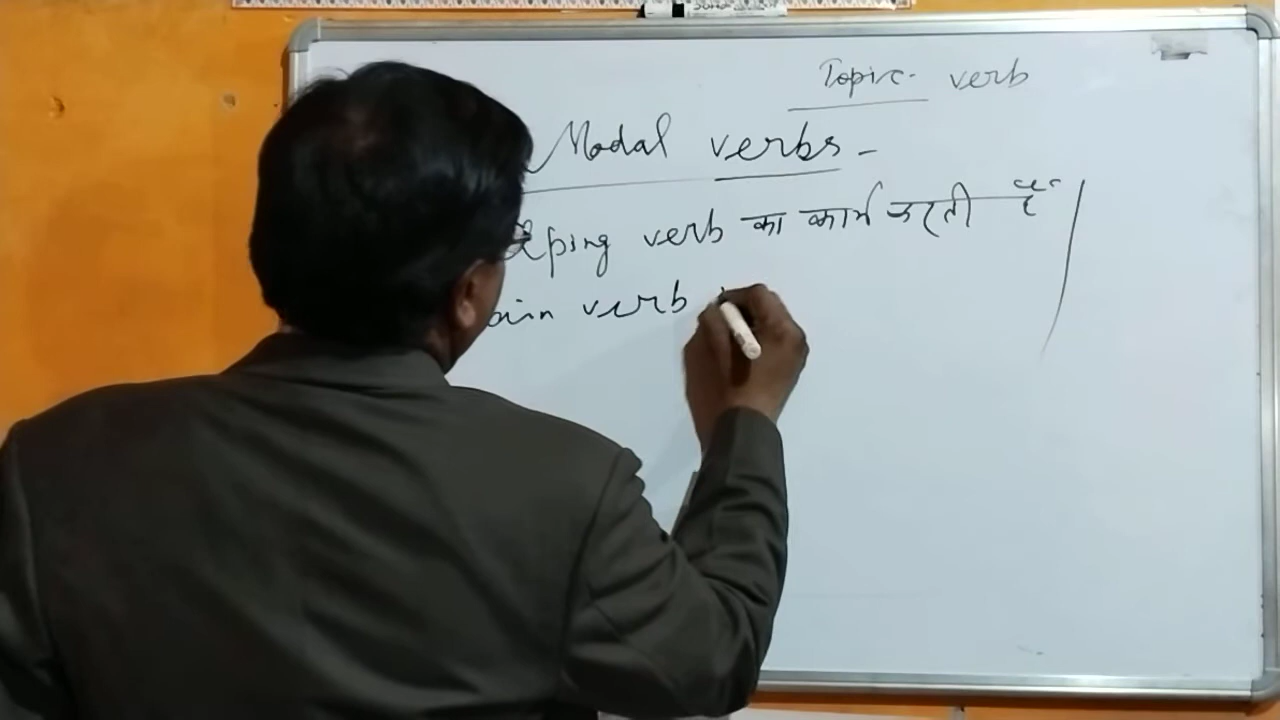 Topic- verb
Modal verbs -
lping verb का कार्य करती हैं
ain verb